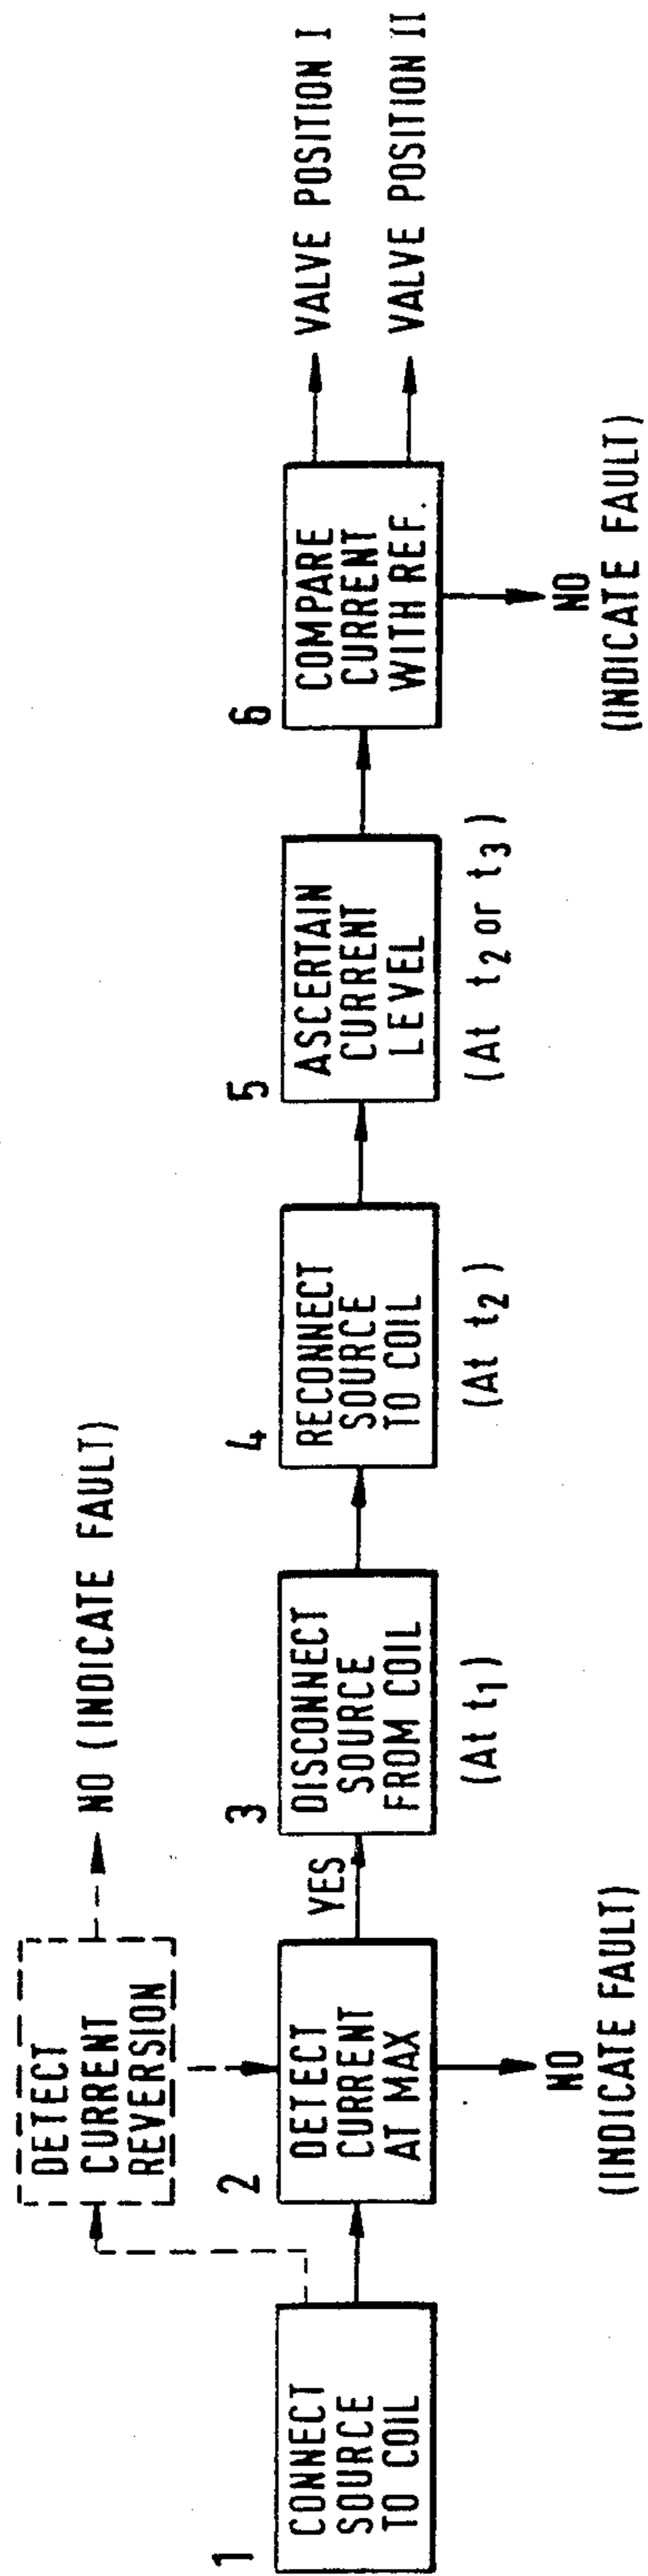 1
CONNECT
SOURCE
TO COIL
DETECT
CURRENT
REVERSION
NO (INDICATE FAULT)
2
DETECT
CURRENT
AT MAX
NO
(INDICATE FAULT)
YES
3
DISCONNECT
SOURCE
FROM COIL
(At t₁)
4
RECONNECT
SOURCE
TO COIL
(At t₂)
5
ASCERTAIN
CURRENT
LEVEL
(At t₂ or t₃)
6
COMPARE
CURRENT
WITH REF.
NO
(INDICATE FAULT)
VALVE POSITION I
VALVE POSITION II